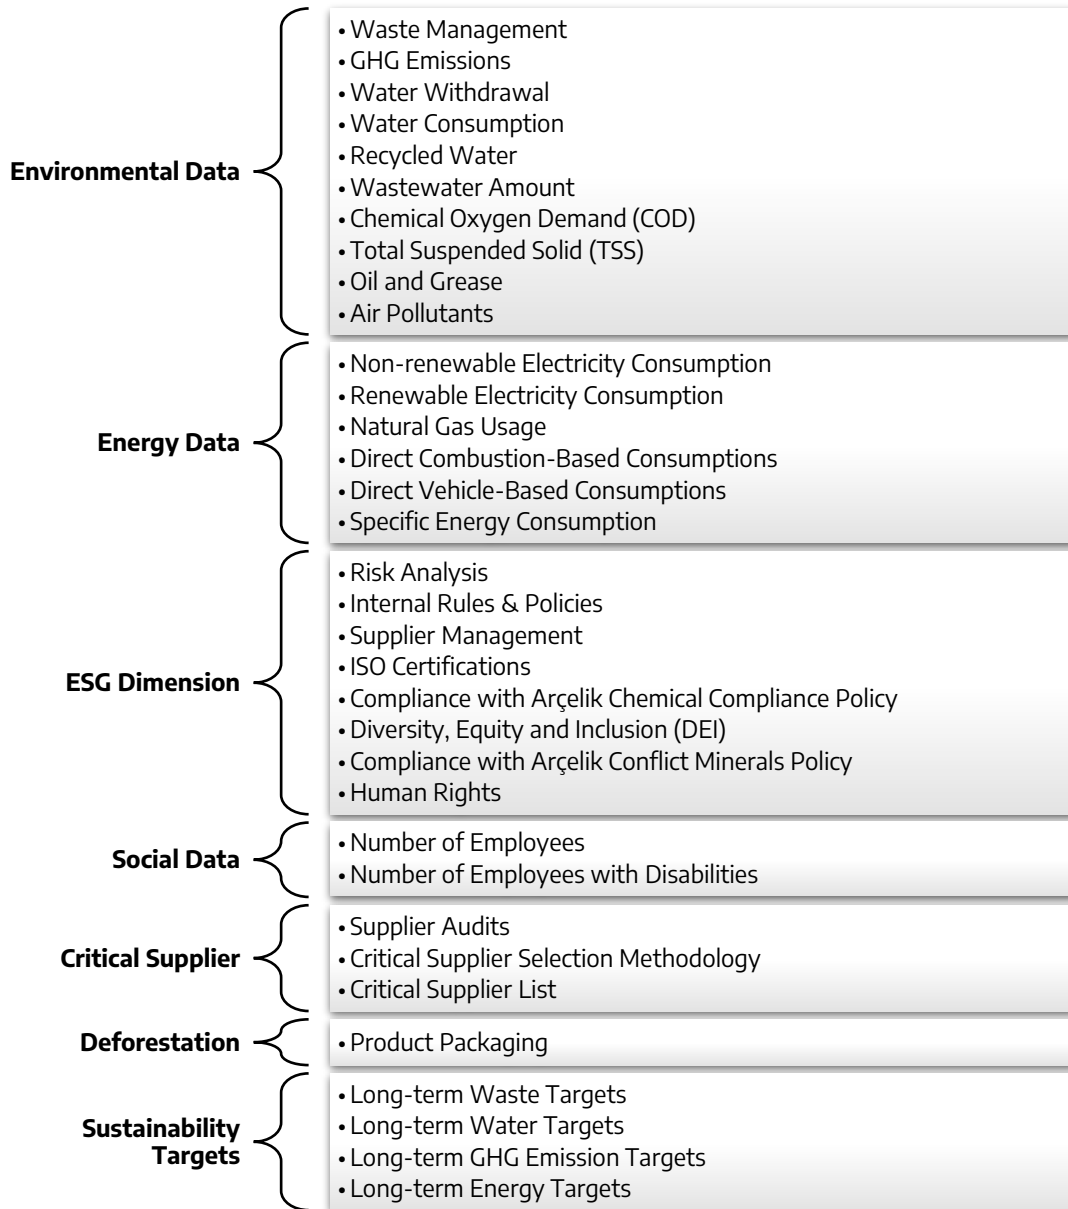 Environmental Data
• Waste Management
• GHG Emissions
• Water Withdrawal
• Water Consumption
• Recycled Water
• Wastewater Amount
• Chemical Oxygen Demand (COD)
• Total Suspended Solid (TSS)
• Oil and Grease
• Air Pollutants
Energy Data
• Non-renewable Electricity Consumption
• Renewable Electricity Consumption
• Natural Gas Usage
• Direct Combustion-Based Consumptions
• Direct Vehicle-Based Consumptions
• Specific Energy Consumption
ESG Dimension
• Risk Analysis
• Internal Rules & Policies
• Supplier Management
• ISO Certifications
• Compliance with Arçelik Chemical Compliance Policy
• Diversity, Equity and Inclusion (DEI)
• Compliance with Arçelik Conflict Minerals Policy
• Human Rights
Social Data
• Number of Employees
• Number of Employees with Disabilities
Critical Supplier
• Supplier Audits
• Critical Supplier Selection Methodology
• Critical Supplier List
Deforestation
• Product Packaging
Sustainability
Targets
• Long-term Waste Targets
• Long-term Water Targets
• Long-term GHG Emission Targets
• Long-term Energy Targets